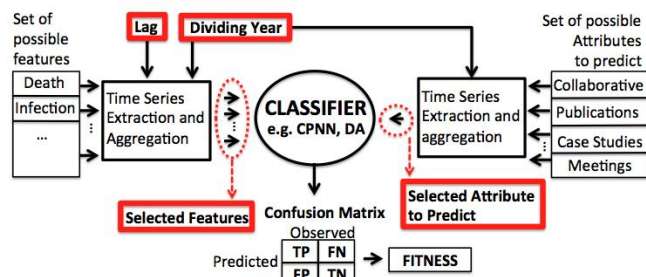 Set of
possible
features
Death
Infection
...
Lag
Dividing Year
Time Series
Extraction and
Aggregation
CLASSIFIER
e.g. CPNN, DA
Time Series
Extraction and
aggregation
Set of possible
Attributes
to predict
Collaborative
Publications
Case Studies
Meetings
Selected Features
Selected Attribute
to Predict
Confusion Matrix
Observed
Predicted
TP FN
FP TN
FITNESS